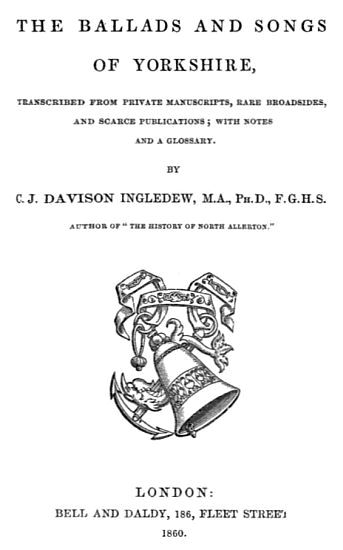 THE BALLADS AND SONGS
OF YORKSHIRE,
TRANSCRIBED FROM PRIVATE MANUSCRIPTS, RARE BROADSIDES,
AND SCARCE PUBLICATIONS; WITH NOTES
AND A GLOSSARY.
BY
C. J. DAVISON INGLEDEW, M.A., PH.D., F.G.H.S.
AUTHOR OF "THE HISTORY OF NORTH ALLERTON."
LONDON:
BELL AND DALDY, 186, FLEET STREET
1860.